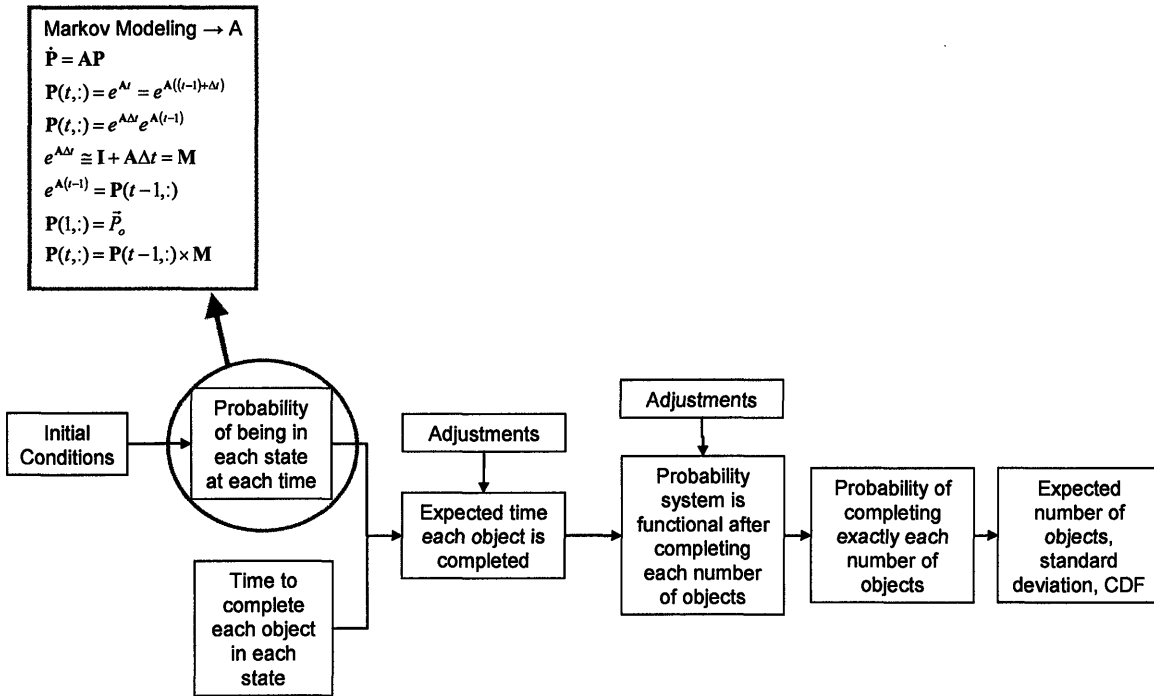 Markov Modeling → A
Ṗ = AP
P(t,:) = e^{At} = e^{A((t−1)+Δt)}
P(t,:) = e^{AΔt}e^{A(t−1)}
e^{AΔt} ≅ I + AΔt = M
e^{A(t−1)} = P(t−1,:)
P(1,:) = P⃗_o
P(t,:) = P(t−1,:) × M
Initial
Conditions
Probability
of being in
each state
at each time
Time to
complete
each object
in each
state
Adjustments
Expected time
each object is
completed
Adjustments
Probability
system is
functional after
completing
each number
of objects
Probability of
completing
exactly each
number of
objects
Expected
number of
objects,
standard
deviation, CDF